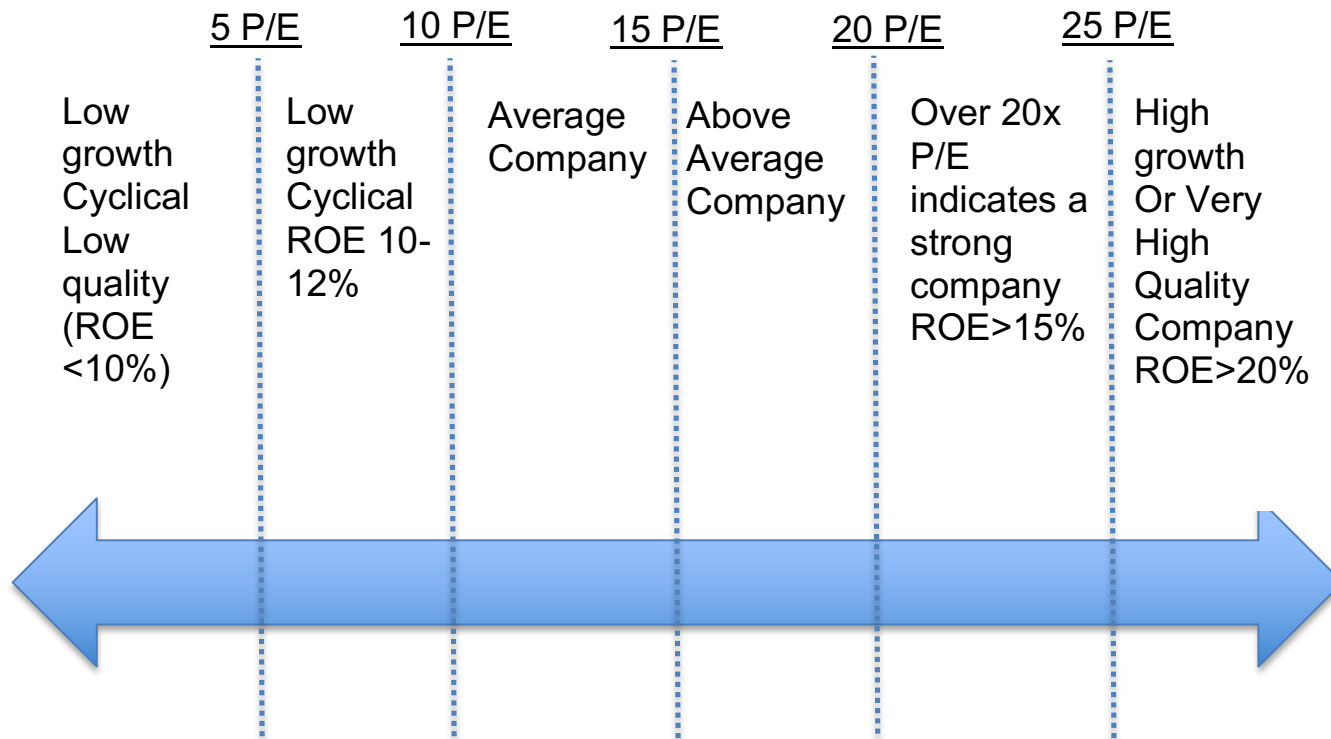 5 P/E
10 P/E
15 P/E
20 P/E
25 P/E
Low
growth
Cyclical
Low
quality
(ROE
<10%)
Low
growth
Cyclical
ROE 10-
12%
Average
Company
Above
Average
Company
Over 20x
P/E
indicates a
strong
company
ROE>15%
High
growth
Or Very
High
Quality
Company
ROE>20%